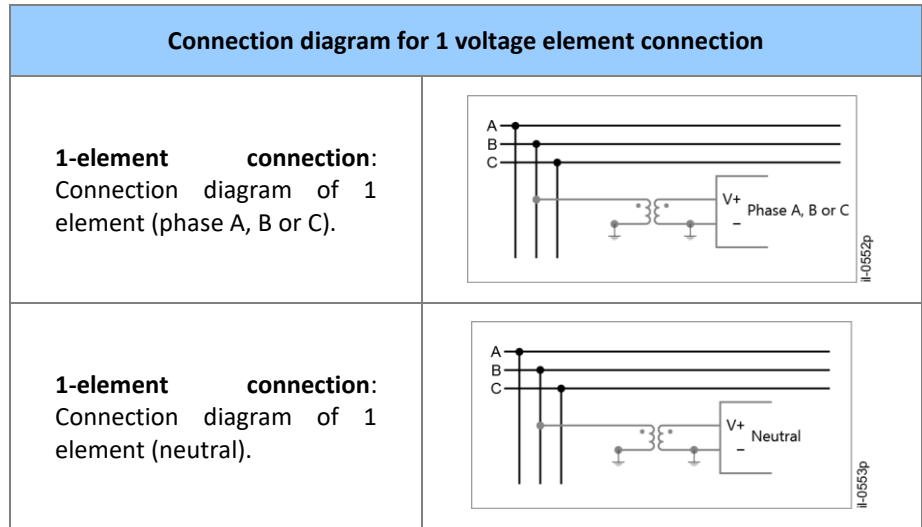 Connection diagram for 1 voltage element connection
1-element connection:
Connection diagram of 1
element (phase A, B or C).
A
B
C
V+
Phase A, B or C
–
il-0552p
1-element connection:
Connection diagram of 1
element (neutral).
A
B
C
V+
Neutral
–
il-0553p